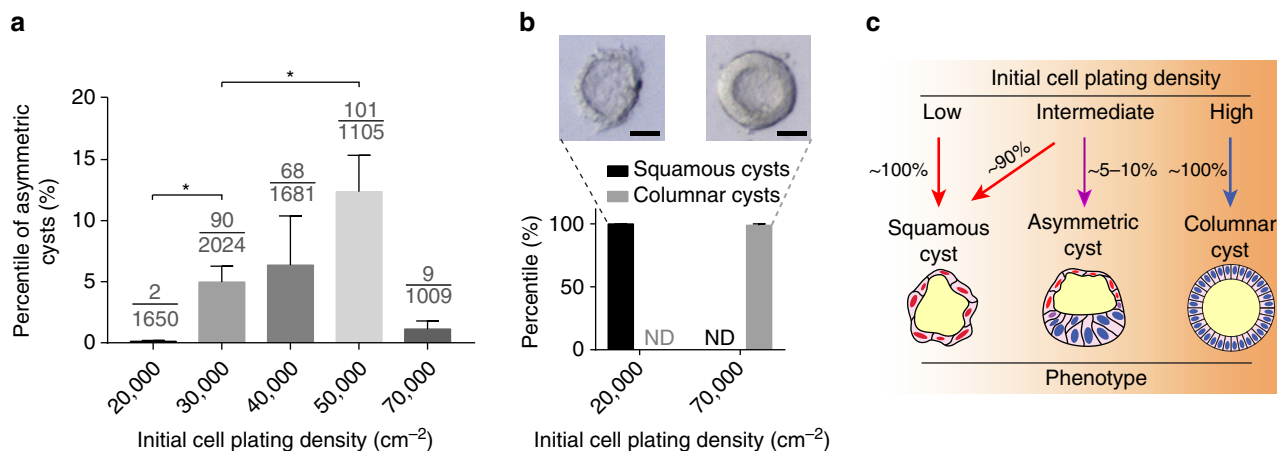 a
Percentile of asymmetric
cysts (%)
20
15
10
5
0
2
1650
90
2024
68
1681
101
1105
9
1009
*
*
20,000
30,000
40,000
50,000
70,000
Initial cell plating density (cm⁻²)
b
Squamous cysts
Columnar cysts
Percentile (%)
100
50
0
ND
ND
20,000
70,000
Initial cell plating density (cm⁻²)
c
Initial cell plating density
Low Intermediate High
~100% ~90% ~5–10% ~100%
Squamous
cyst
Asymmetric
cyst
Columnar
cyst
Phenotype